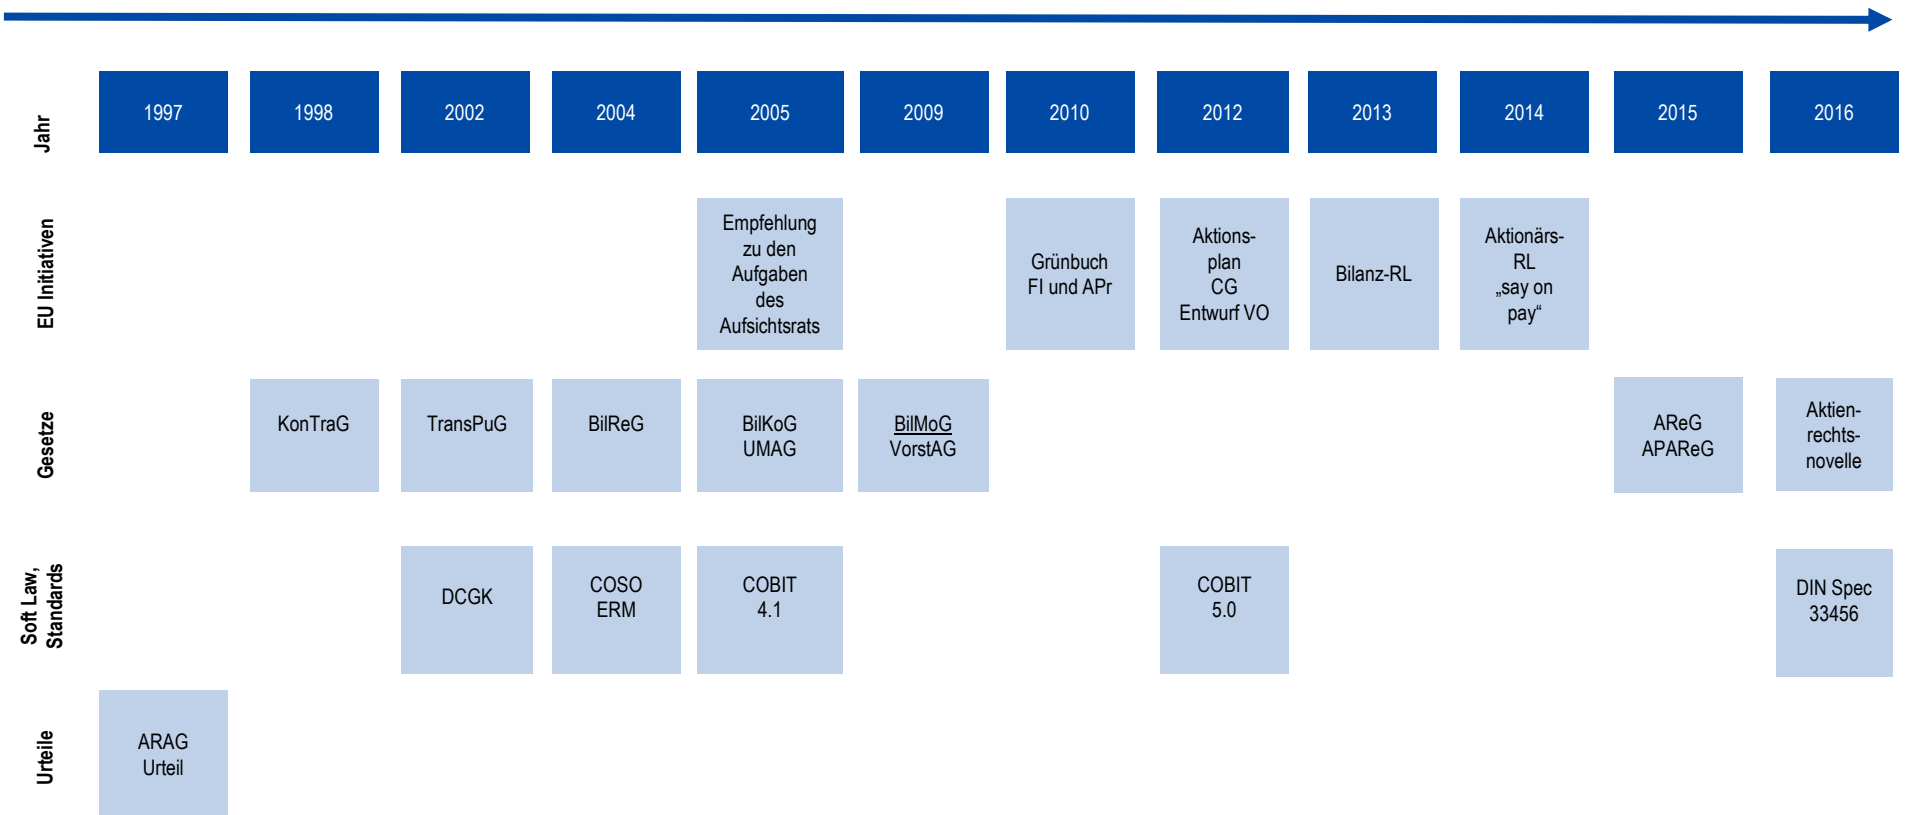 Jahr
1997
1998
2002
2004
2005
2009
2010
2012
2013
2014
2015
2016
EU Initiativen
Empfehlung
zu den
Aufgaben
des
Aufsichtsrats
Grünbuch
FI und APr
Aktions-
plan
CG
Entwurf VO
Bilanz-RL
Aktionärs-
RL
„say on
pay“
Gesetze
KonTraG
TransPuG
BilReG
BilKoG
UMAG
BilMoG
VorstAG
AReG
APAReG
Aktien-
rechts-
novelle
Soft Law,
Standards
DCGK
COSO
ERM
COBIT
4.1
COBIT
5.0
DIN Spec
33456
Urteile
ARAG
Urteil